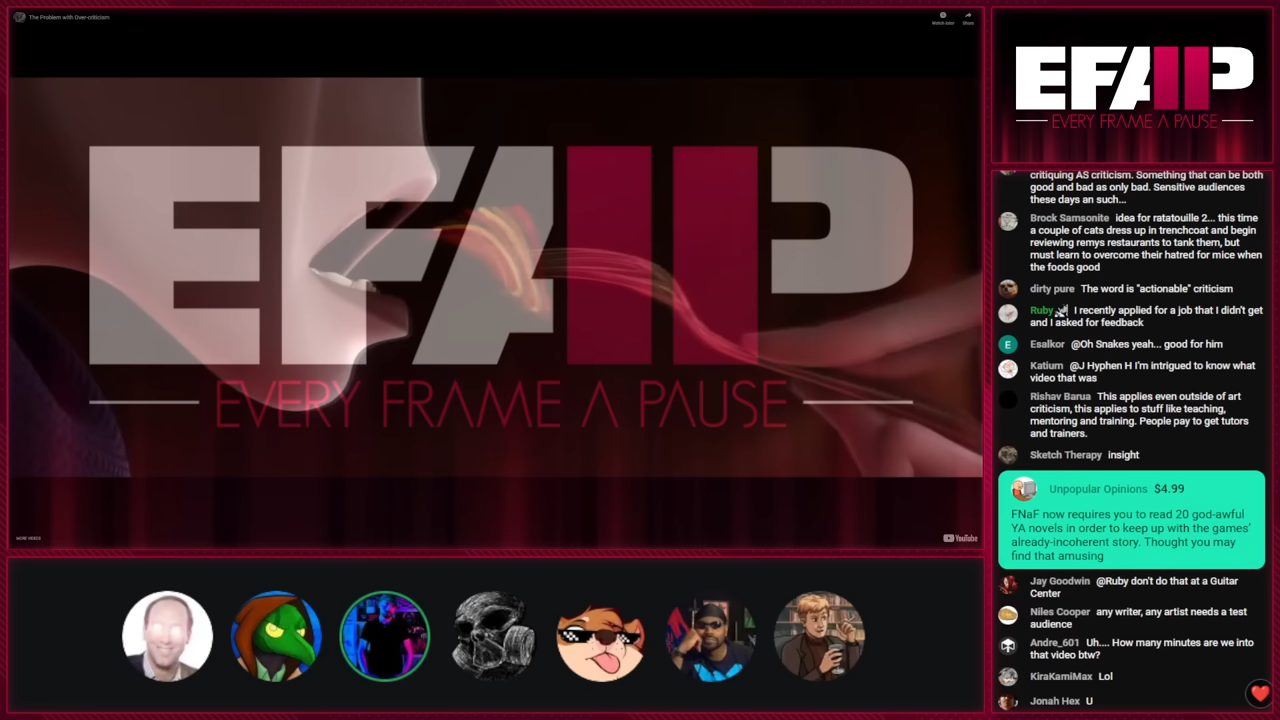 The Problem with Over-criticism
Watch later
Share
EFAP
EVERY FRAME A PAUSE
MORE VIDEOS
YouTube
EFAP
EVERY FRAME A PAUSE
critiquing AS criticism. Something that can be both
good and bad as only bad. Sensitive audiences
these days an such...
Brock Samsonite idea for ratatouille 2... this time
a couple of cats dress up in trenchcoat and begin
reviewing remys restaurants to tank them, but
must learn to overcome their hatred for mice when
the foods good
dirty pure The word is "actionable" criticism
Ruby I recently applied for a job that I didn't get
and I asked for feedback
E
Esalkor @Oh Snakes yeah... good for him
Katium @J Hyphen H I'm intrigued to know what
video that was
Rishav Barua This applies even outside of art
criticism, this applies to stuff like teaching,
mentoring and training. People pay to get tutors
and trainers.
Sketch Therapy insight
Unpopular Opinions $4.99
FNaF now requires you to read 20 god-awful
YA novels in order to keep up with the games'
already-incoherent story. Thought you may
find that amusing
Jay Goodwin @Ruby don't do that at a Guitar
Center
Niles Cooper any writer, any artist needs a test
audience
Andre_601 Uh.... How many minutes are we into
that video btw?
KiraKamiMax Lol
Jonah Hex U